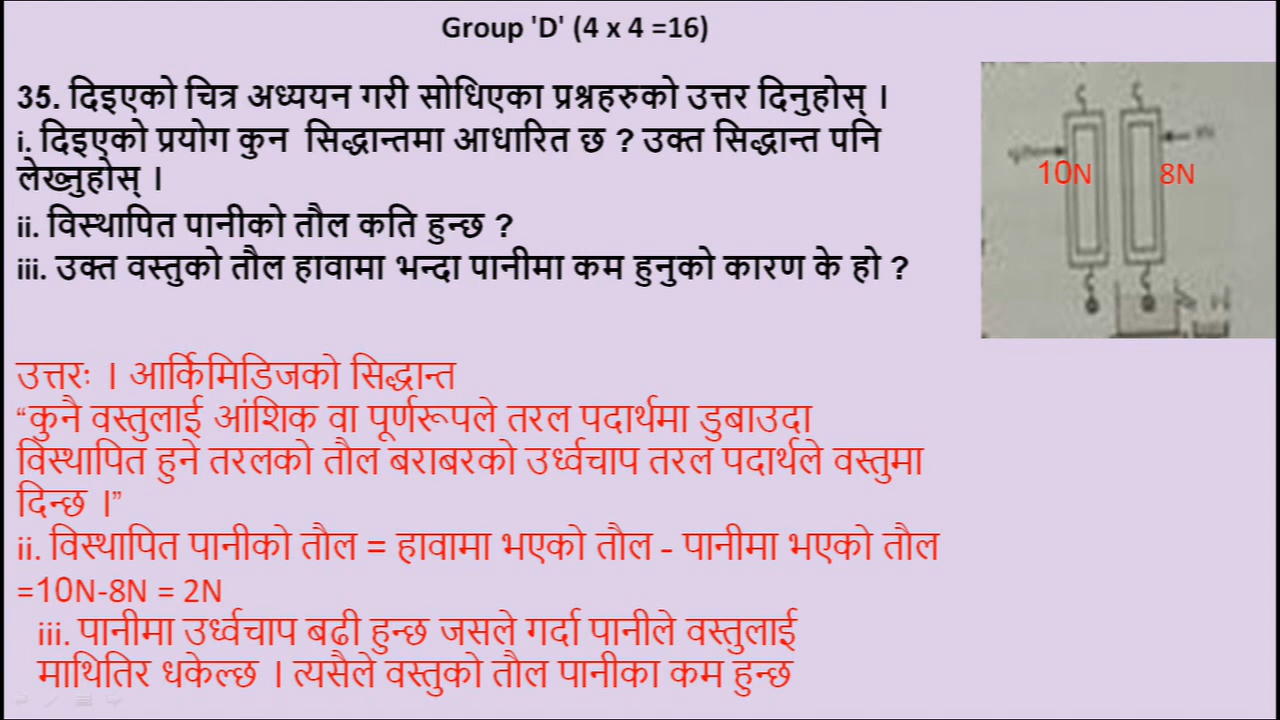 Group 'D' (4 x 4 =16)
35. दिइएको चित्र अध्ययन गरी सोधिएका प्रश्नहरुको उत्तर दिनुहोस् ।
i. दिइएको प्रयोग कुन सिद्धान्तमा आधारित छ ? उक्त सिद्धान्त पनि
लेख्नुहोस् ।
ii. विस्थापित पानीको तौल कति हुन्छ ?
iii. उक्त वस्तुको तौल हावामा भन्दा पानीमा कम हुनुको कारण के हो ?
10N
8N
उत्तरः । आर्किमिडिजको सिद्धान्त
“कुनै वस्तुलाई आंशिक वा पूर्णरूपले तरल पदार्थमा डुबाउदा
विस्थापित हुने तरलको तौल बराबरको उर्ध्वचाप तरल पदार्थले वस्तुमा
दिन्छ ।”
ii. विस्थापित पानीको तौल = हावामा भएको तौल - पानीमा भएको तौल
=10N-8N = 2N
iii. पानीमा उर्ध्वचाप बढी हुन्छ जसले गर्दा पानीले वस्तुलाई
माथितिर धकेल्छ । त्यसैले वस्तुको तौल पानीका कम हुन्छ